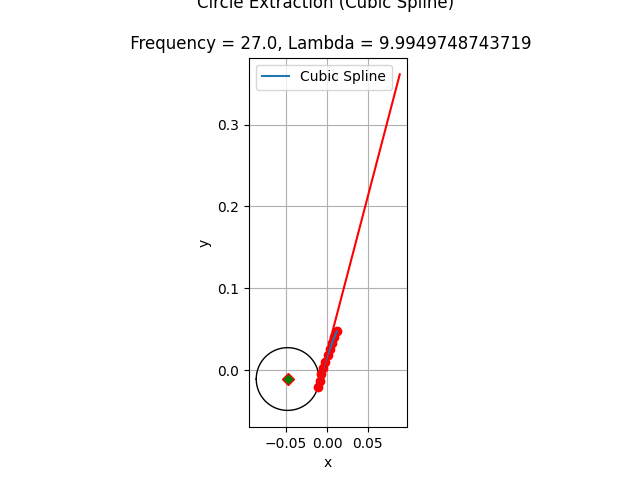 Circle Extraction (Cubic Spline)
Frequency = 27.0, Lambda = 9.9949748743719
Cubic Spline
0.3
0.2
0.1
0.0
y
−0.05 0.00 0.05
x